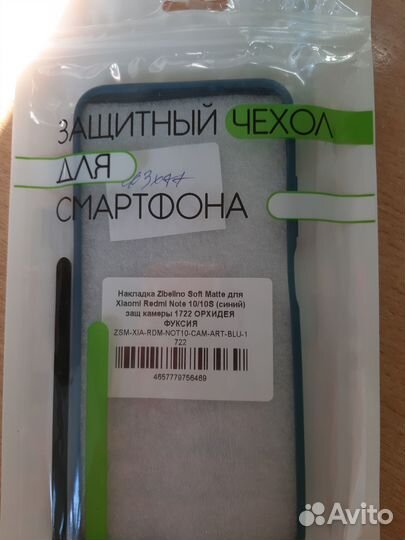 ЗАЩИТНЫЙ ЧЕХОЛ
ДЛЯ
СМАРТФОНА
Накладка Zibelino Soft Matte для
Xiaomi Redmi Note 10/10S (синий)
защ камеры 1722 ОРХИДЕЯ
ФУКСИЯ
ZSM-XIA-RDM-NOT10-CAM-ART-BLU-1
722
4657779756469
Avito